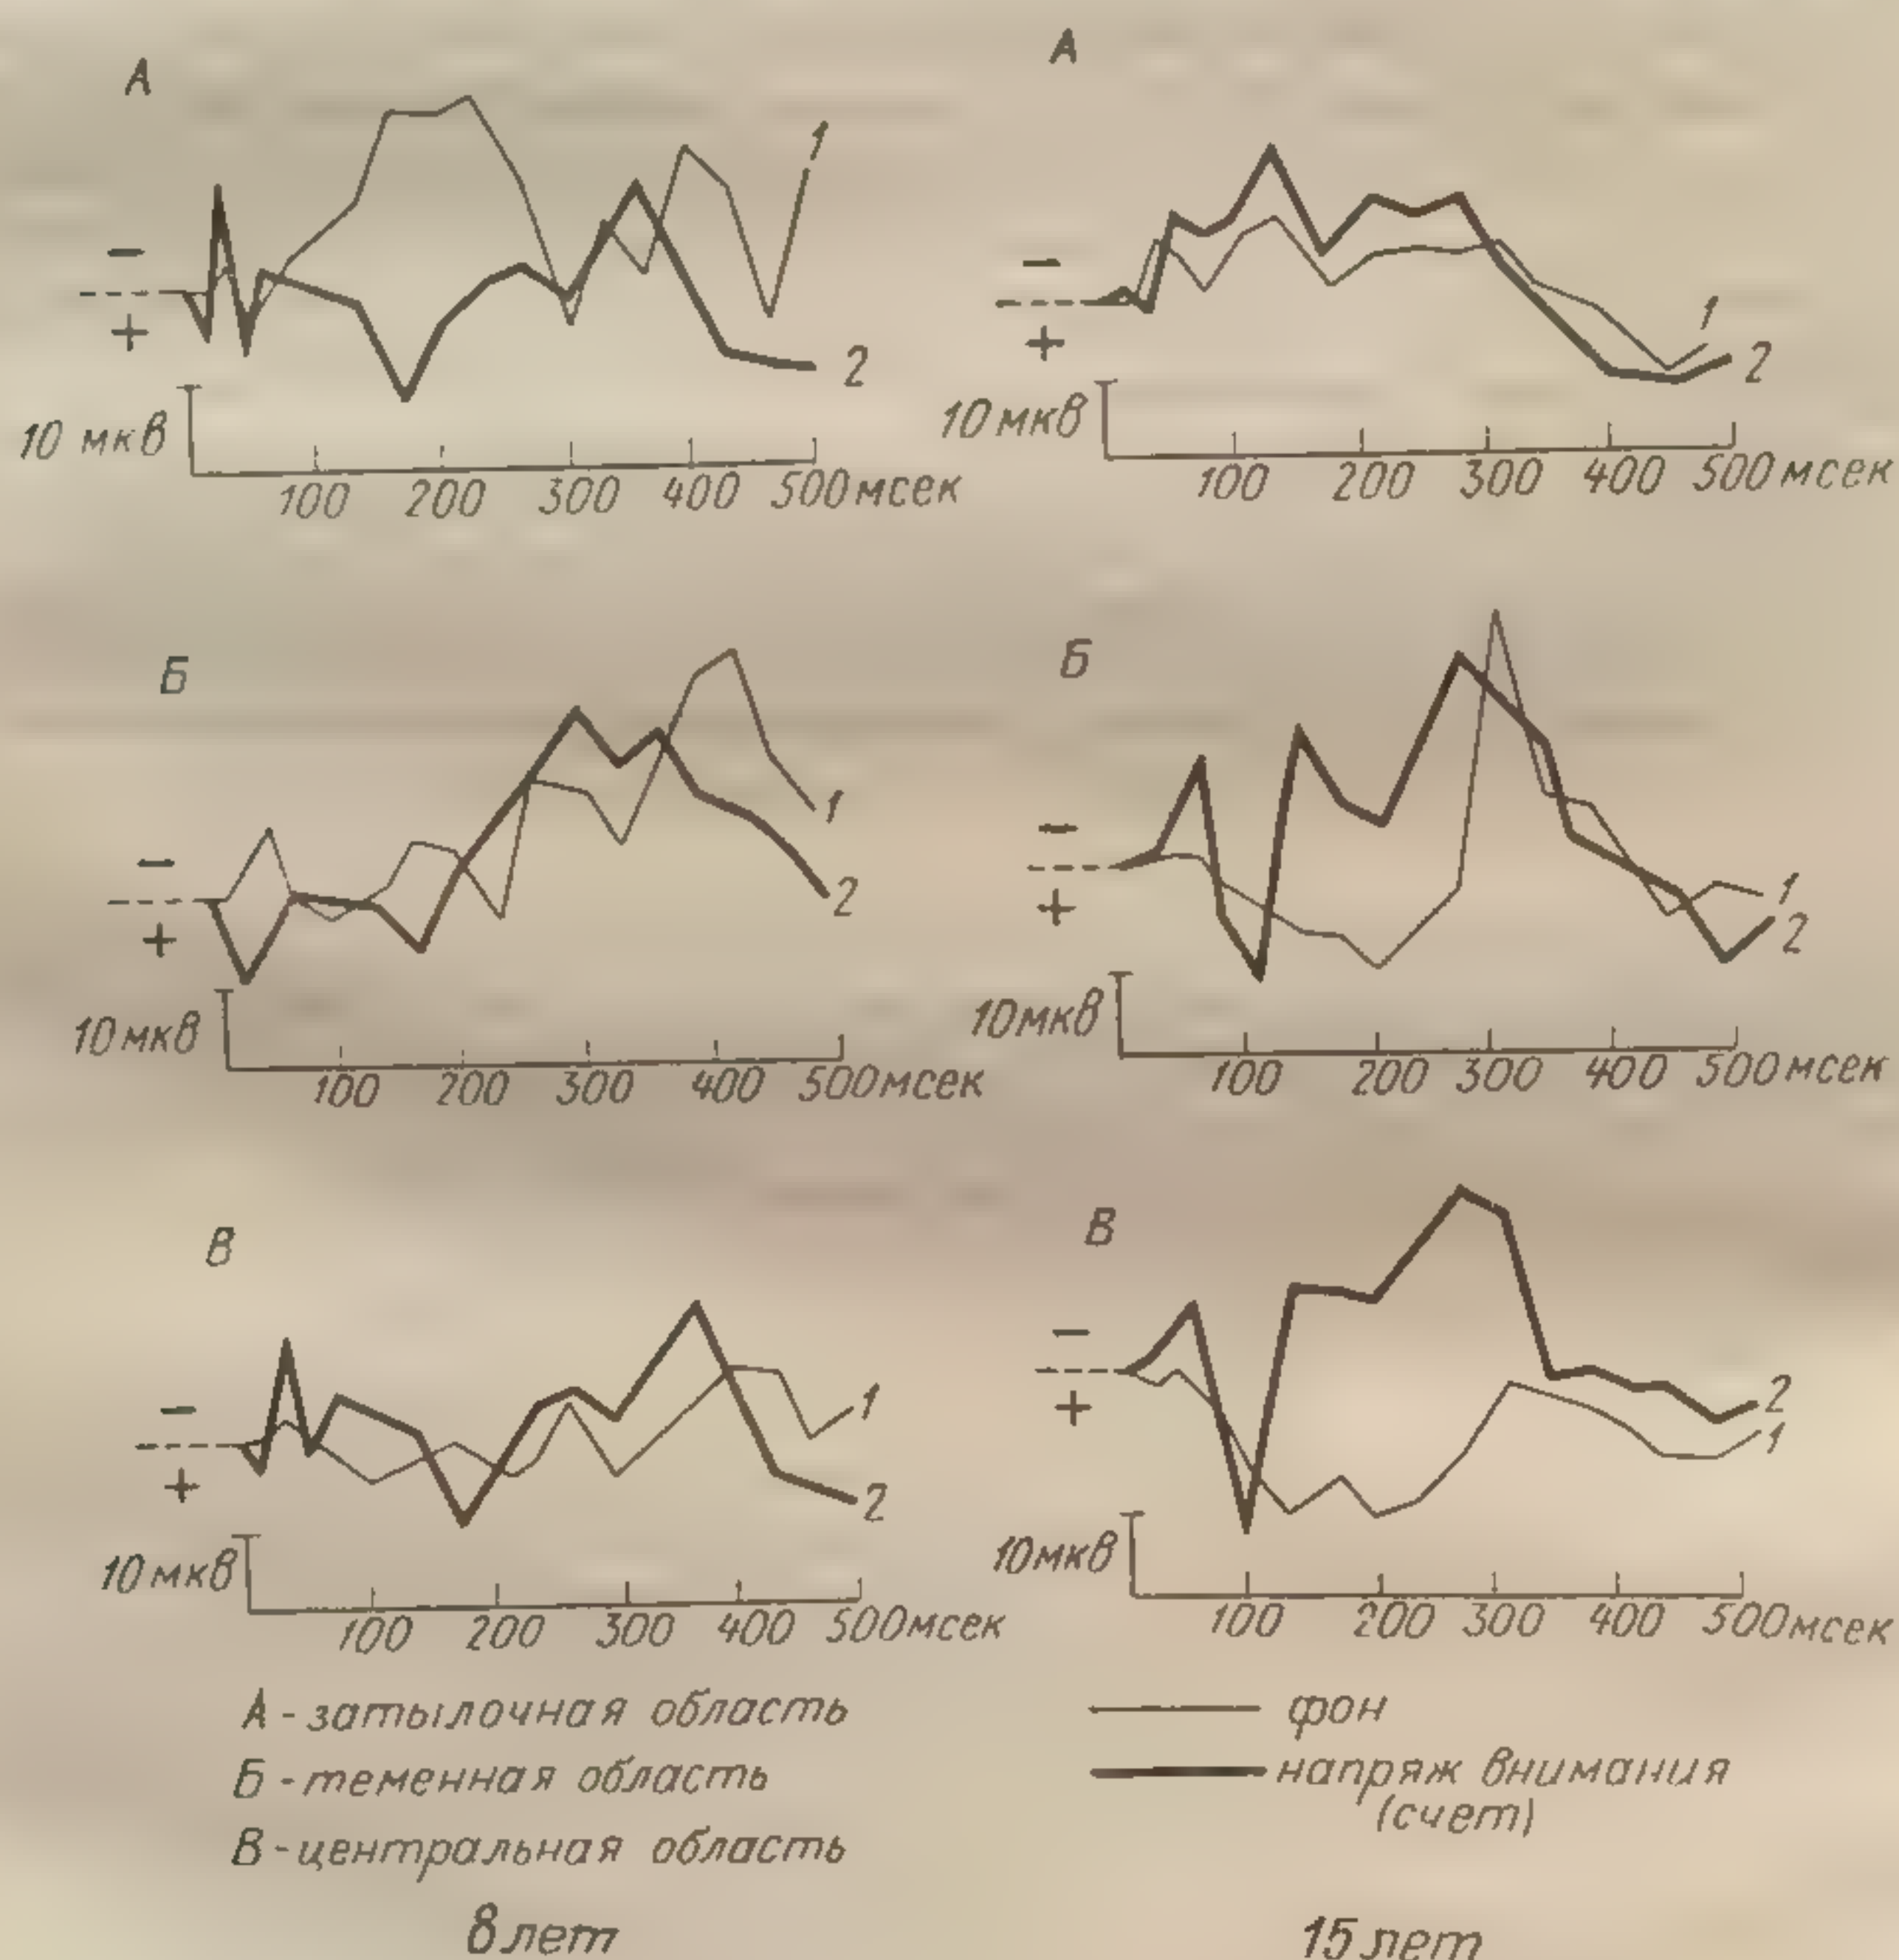 А
1
−
+
2
10 мкв
100 200 300 400 500 мсек
А
−
+
1
2
10 мкв
100 200 300 400 500 мсек
Б
−
+
1
2
10 мкв
100 200 300 400 500 мсек
Б
−
+
1
2
10 мкв
100 200 300 400 500 мсек
В
−
+
1
2
10 мкв
100 200 300 400 500 мсек
В
−
+
2
1
10 мкв
100 200 300 400 500 мсек
А - затылочная область
Б - теменная область
В - центральная область
8 лет
фон
напряж внимания
(счет)
15 лет